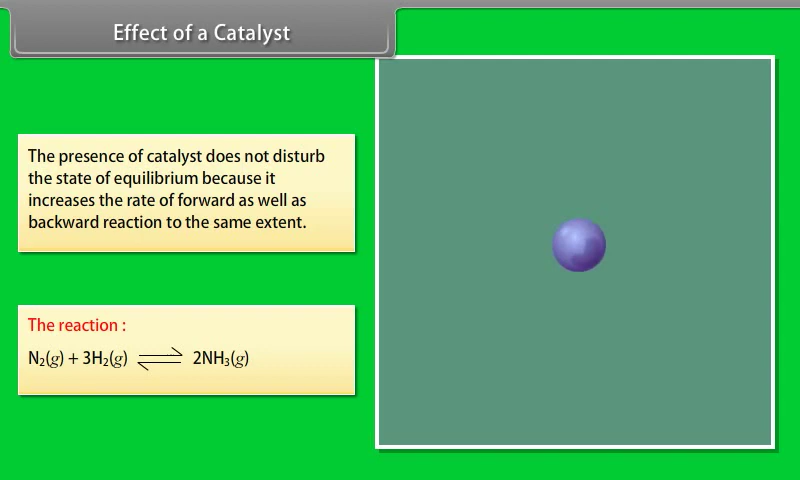 Effect of a Catalyst
The presence of catalyst does not disturb
the state of equilibrium because it
increases the rate of forward as well as
backward reaction to the same extent.
The reaction :
N₂(g) + 3H₂(g) ⇌ 2NH₃(g)